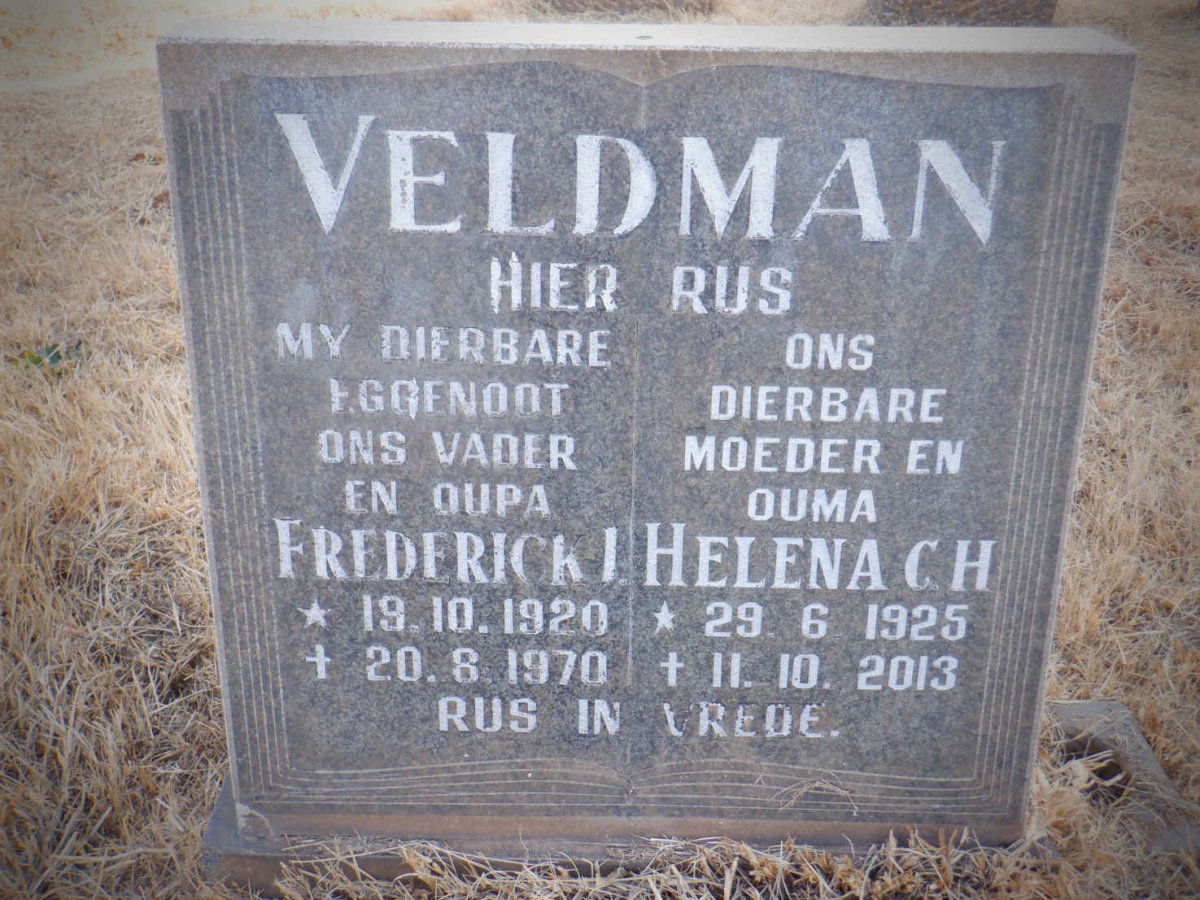 VELDMAN
HIER RUS
MY DIERBARE
EGGENOOT
ONS VADER
EN OUPA
FREDERICK J.
★ 19. 10. 1920
✝ 20. 8. 1970
ONS
DIERBARE
MOEDER EN
OUMA
HELENA C. H
★ 29. 6. 1925
✝ 11. 10. 2013
RUS IN VREDE.